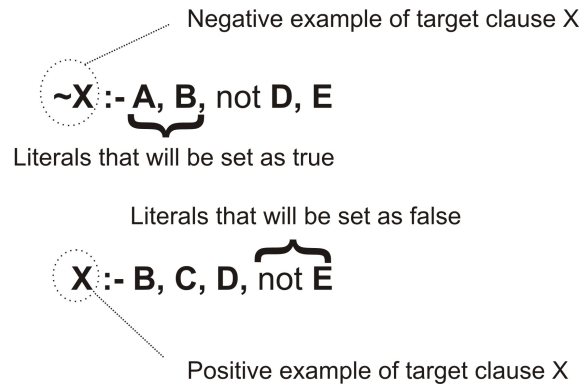 Negative example of target clause X
~X :- A, B, not D, E
Literals that will be set as true
Literals that will be set as false
X :- B, C, D, not E
Positive example of target clause X